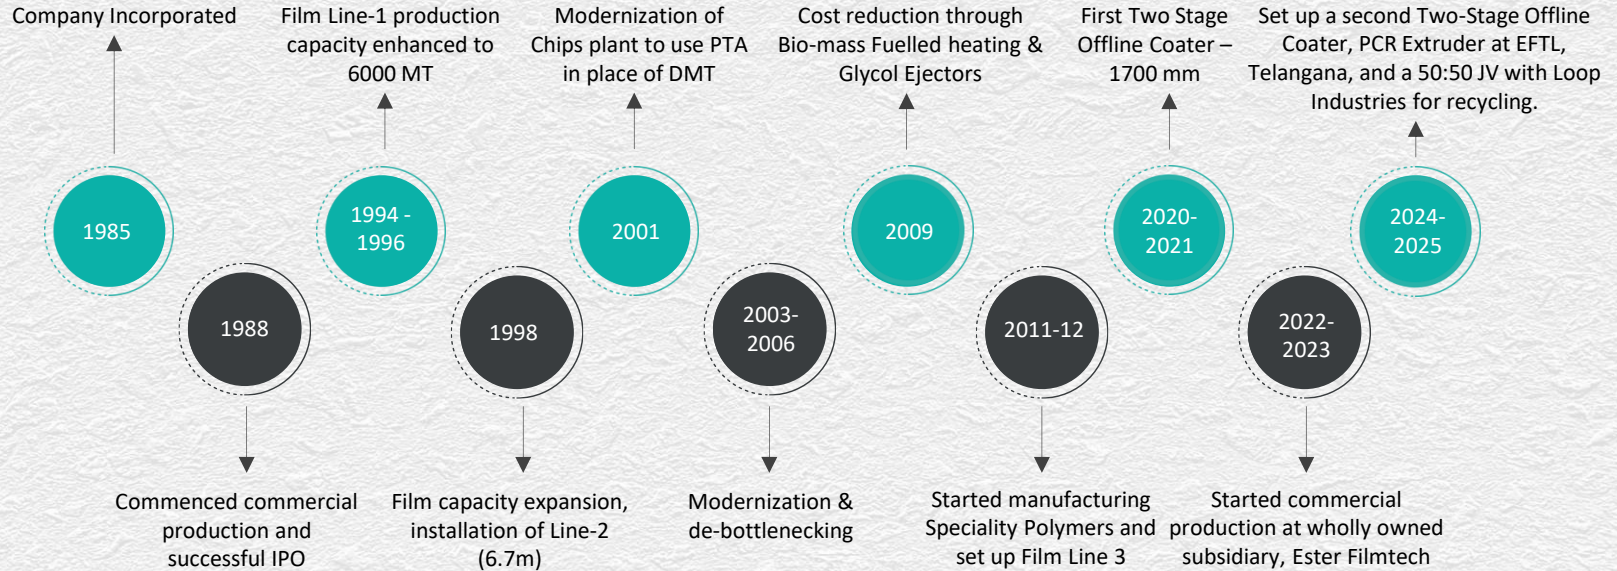 Company Incorporated
Film Line-1 production
capacity enhanced to
6000 MT
Modernization of
Chips plant to use PTA
in place of DMT
Cost reduction through
Bio-mass Fuelled heating &
Glycol Ejectors
First Two Stage
Offline Coater –
1700 mm
Set up a second Two-Stage Offline
Coater, PCR Extruder at EFTL,
Telangana, and a 50:50 JV with Loop
Industries for recycling.
1985
1994 -
1996
2001
2009
2020-
2021
2024-
2025
1988
1998
2003-
2006
2011-12
2022-
2023
Commenced commercial
production and
successful IPO
Film capacity expansion,
installation of Line-2
(6.7m)
Modernization &
de-bottlenecking
Started manufacturing
Speciality Polymers and
set up Film Line 3
Started commercial
production at wholly owned
subsidiary, Ester Filmtech